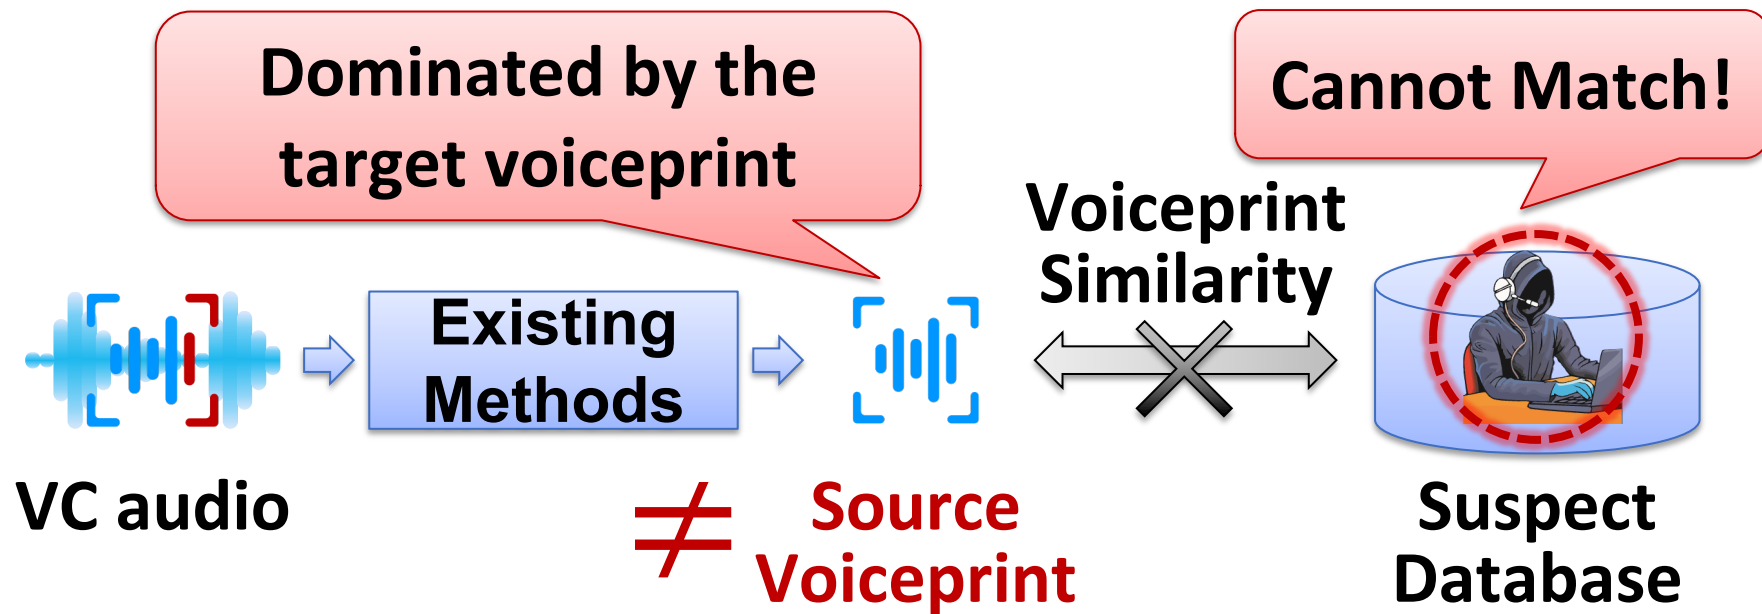 Dominated by the
target voiceprint
Cannot Match!
Voiceprint
Similarity
Existing
Methods
VC audio
≠
Source
Voiceprint
Suspect
Database